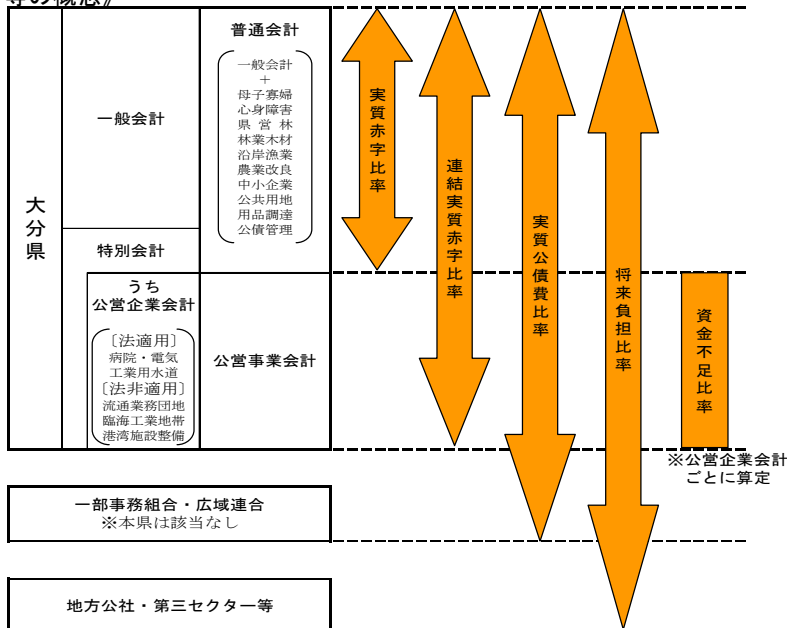 等の概念》
大分県
一般会計
普通会計
一般会計
＋
母子寡婦
心身障害
県営林
林業木材
沿岸漁業
農業改良
中小企業
公共用地
用品調達
公債管理
特別会計
うち
公営企業会計
〔法適用〕
病院・電気
工業用水道
〔法非適用〕
流通業務団地
臨海工業地帯
港湾施設整備
公営事業会計
実質赤字比率
連結実質赤字比率
実質公債費比率
将来負担比率
資金不足比率
※公営企業会計
ごとに算定
一部事務組合・広域連合
※本県は該当なし
地方公社・第三セクター等